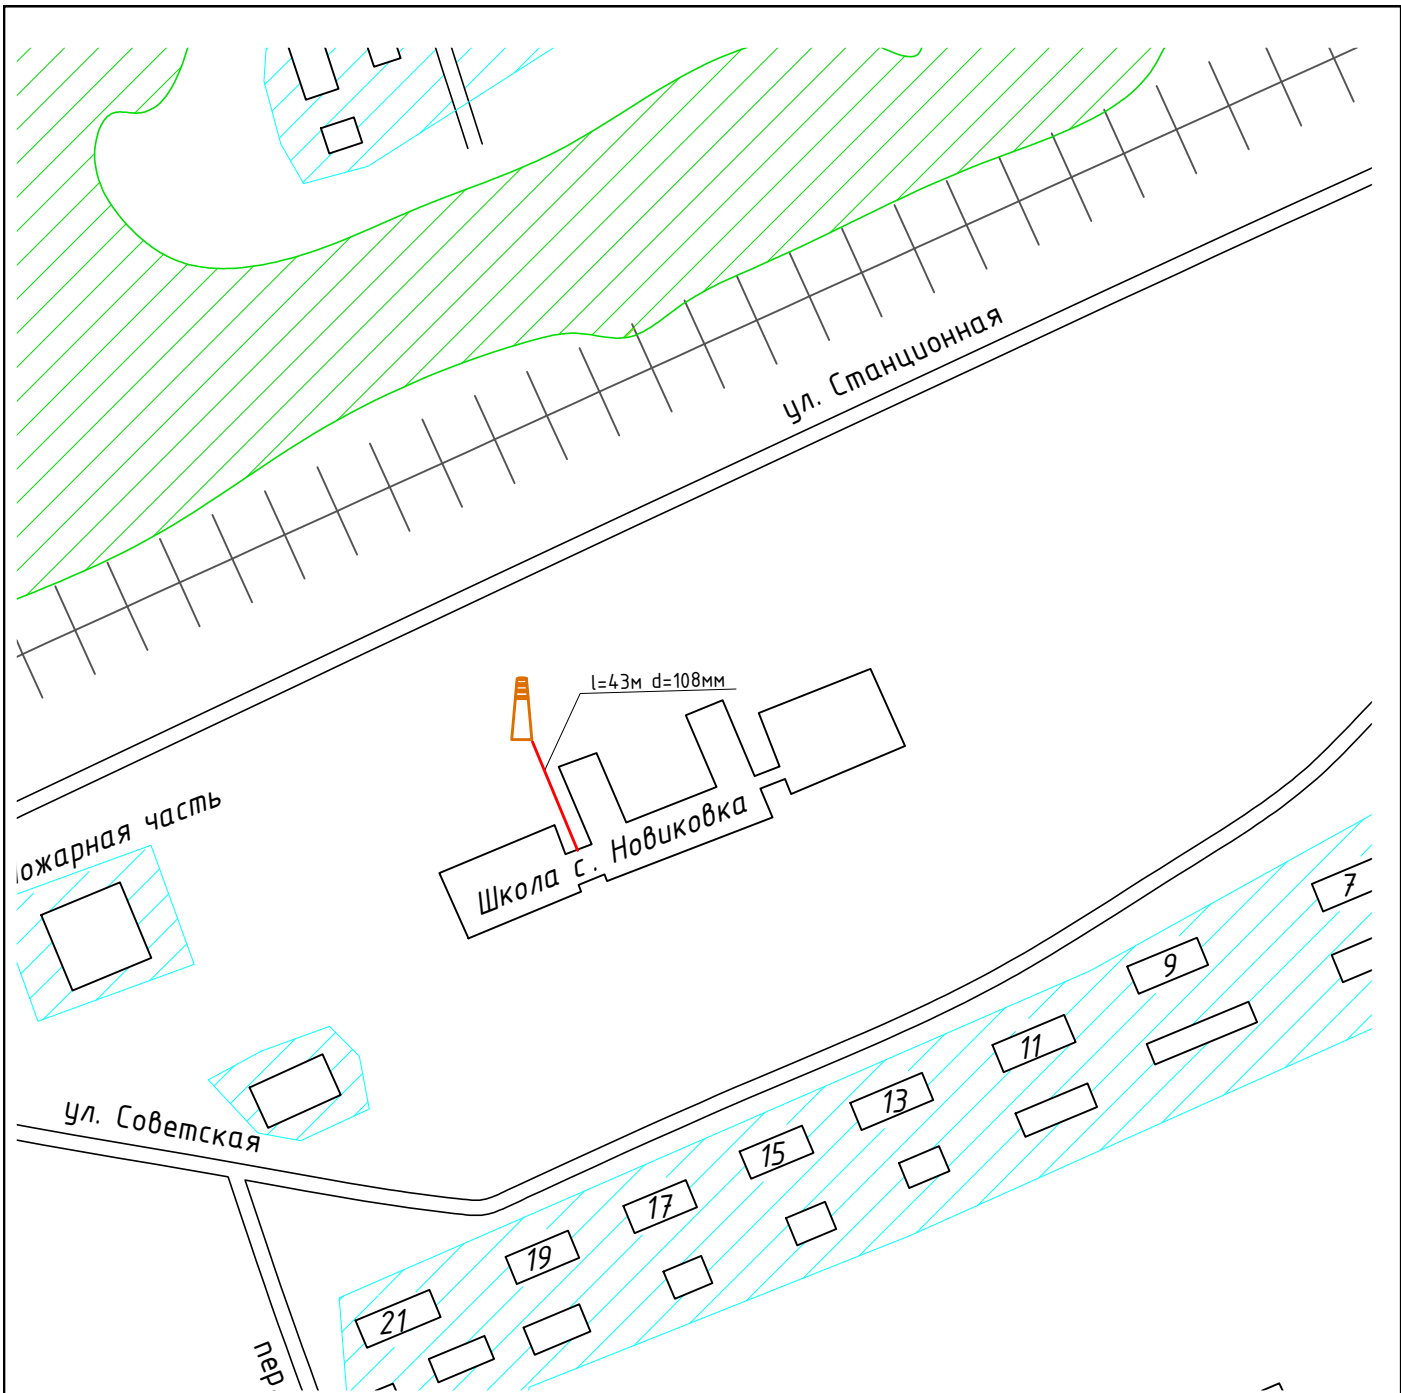 ул. Станционная
l=43м d=108мм
ожарная часть
Школа с. Новиковка
7
9
11
ул. Советская
13
15
17
19
21
пер.